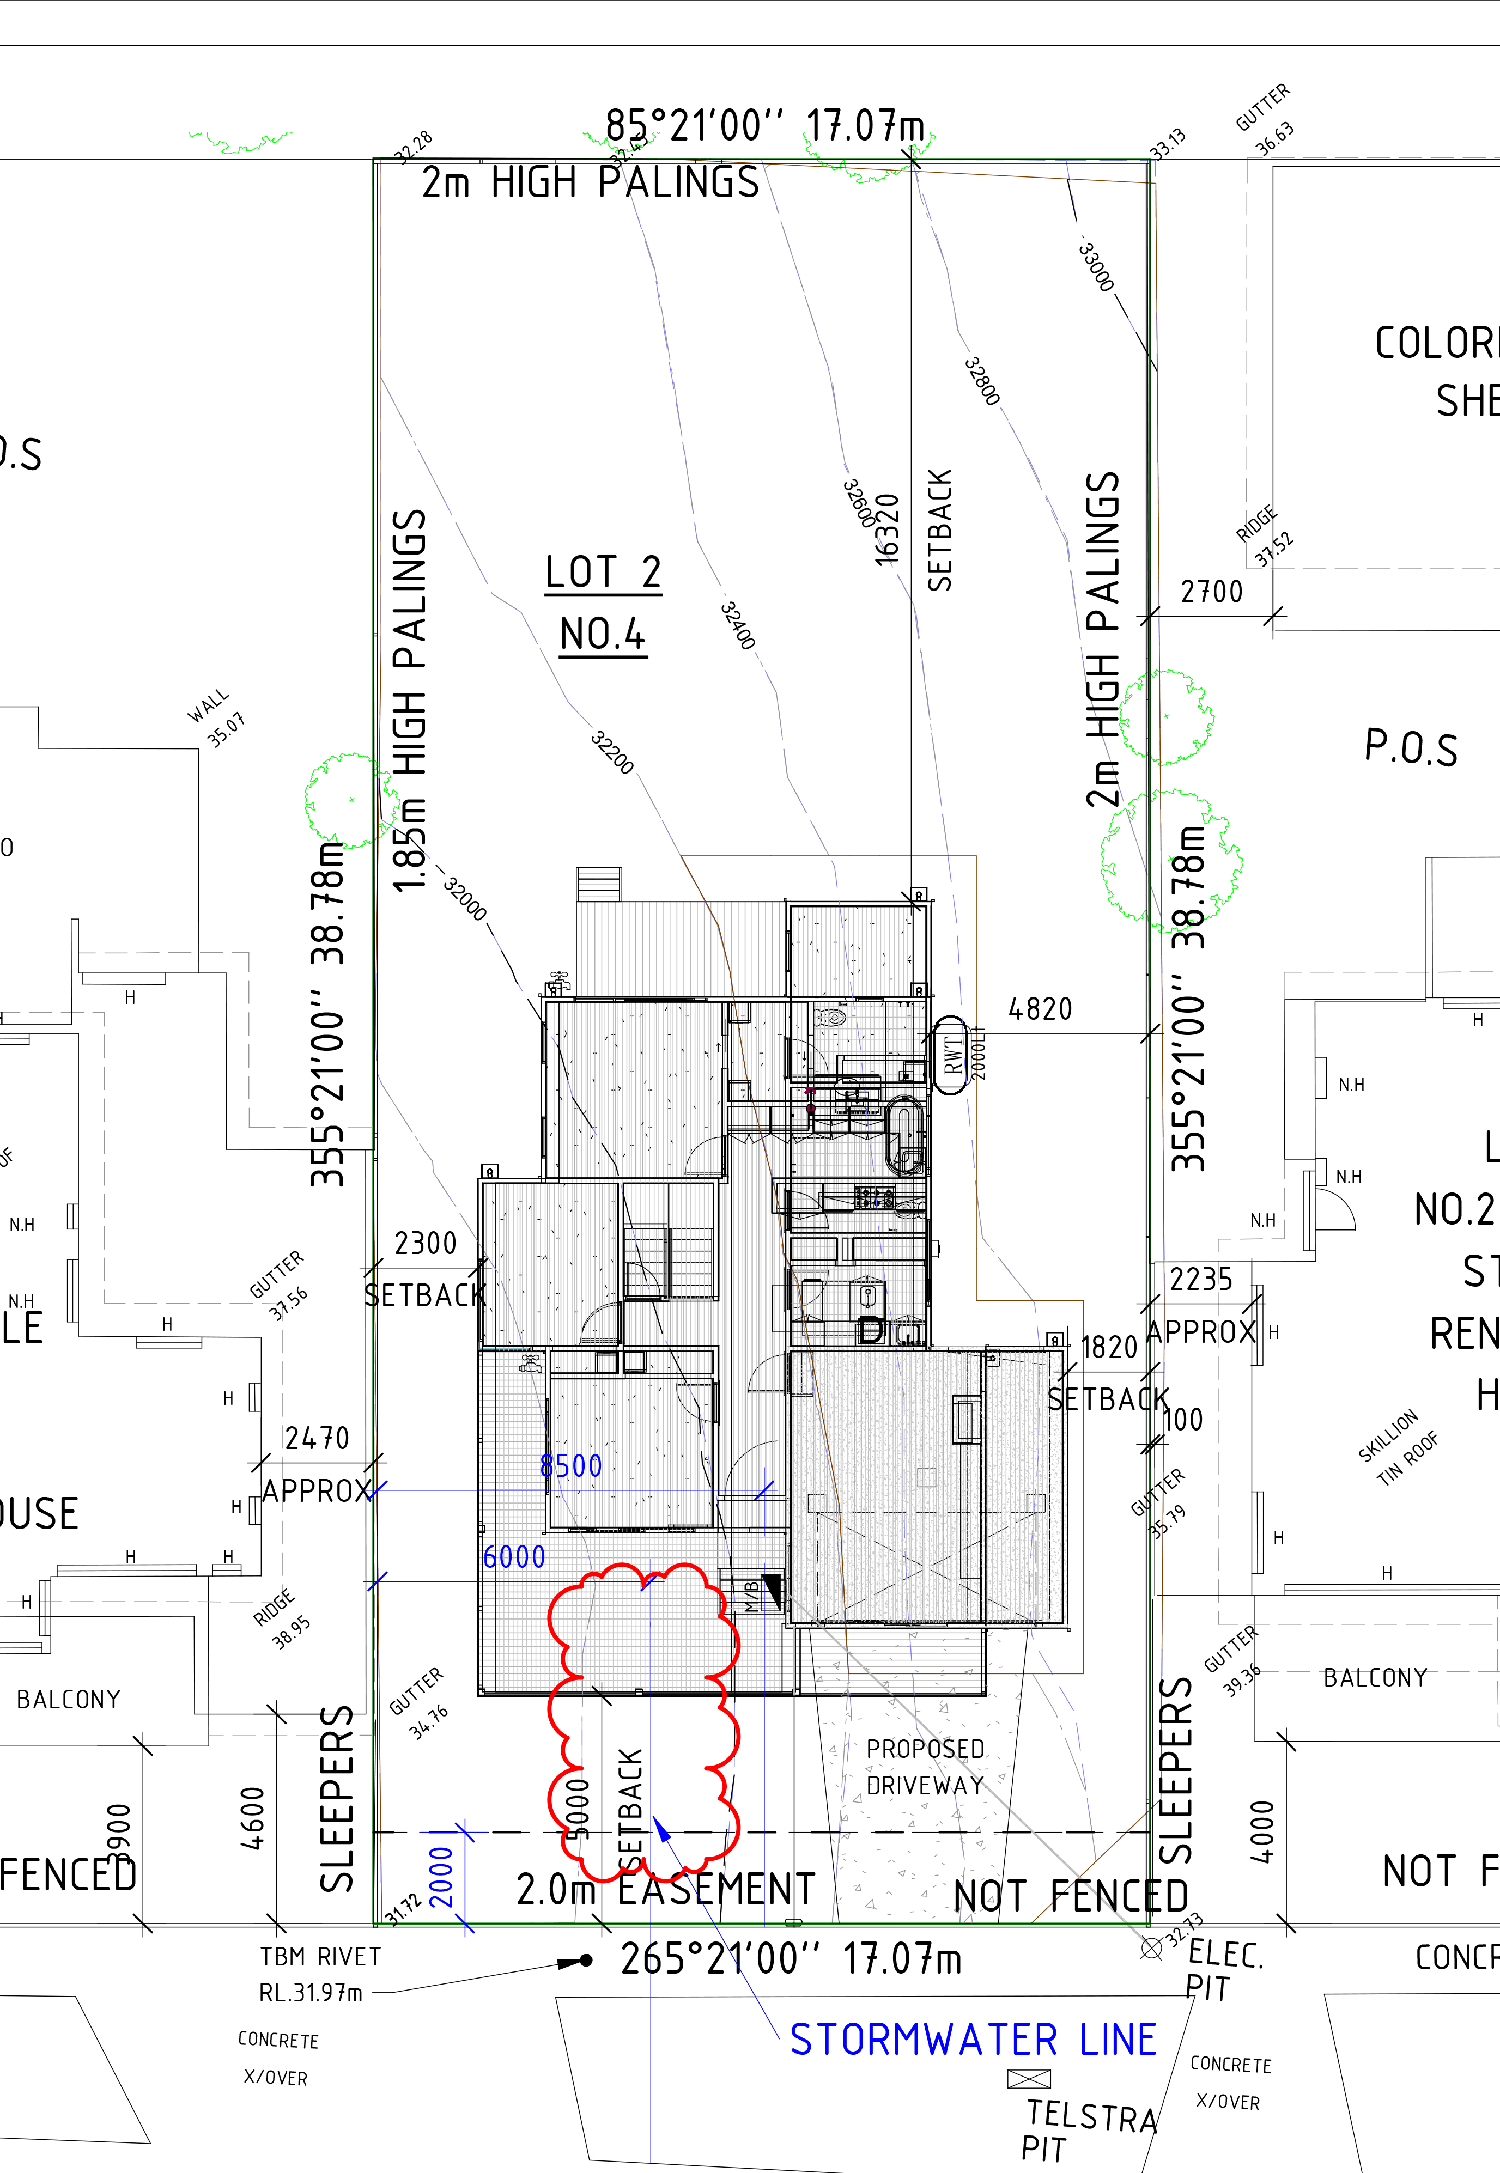 85°21'00'' 17.07m
GUTTER
36.63
32.28
32.45
33.13
2m HIGH PALINGS
33000
COLOR
SHE
32800
O.S
32600
16320
SETBACK
RIDGE
37.52
1.85m HIGH PALINGS
2m HIGH PALINGS
LOT 2
NO.4
2700
32400
WALL
35.07
32200
P.O.S
32000
355°21'00'' 38.78m
355°21'00'' 38.78m
H
4820
RWT
2000LT
H
N.H
N.H
N.H
N.H
N.H
L
NO.2
ST
REN
H
2300
SETBACK
GUTTER
37.56
H
LE
2235
APPROX
H
1820
SETBACK
D
100
H
2470
APPROX
8500
SKILLION
TIN ROOF
GUTTER
35.79
H
OUSE
H
6000
H
H
H
H
M/B
RIDGE
38.95
GUTTER
39.36
BALCONY
BALCONY
GUTTER
34.76
SLEEPERS
SLEEPERS
PROPOSED
DRIVEWAY
5000
SETBACK
3900
4600
4000
2000
FENCED
2.0m EASEMENT
NOT FENCED
NOT F
31.72
32.73
TBM RIVET
RL.31.97m
265°21'00'' 17.07m
ELEC.
PIT
CONCR
CONCRETE
X/OVER
STORMWATER LINE
CONCRETE
X/OVER
TELSTRA
PIT